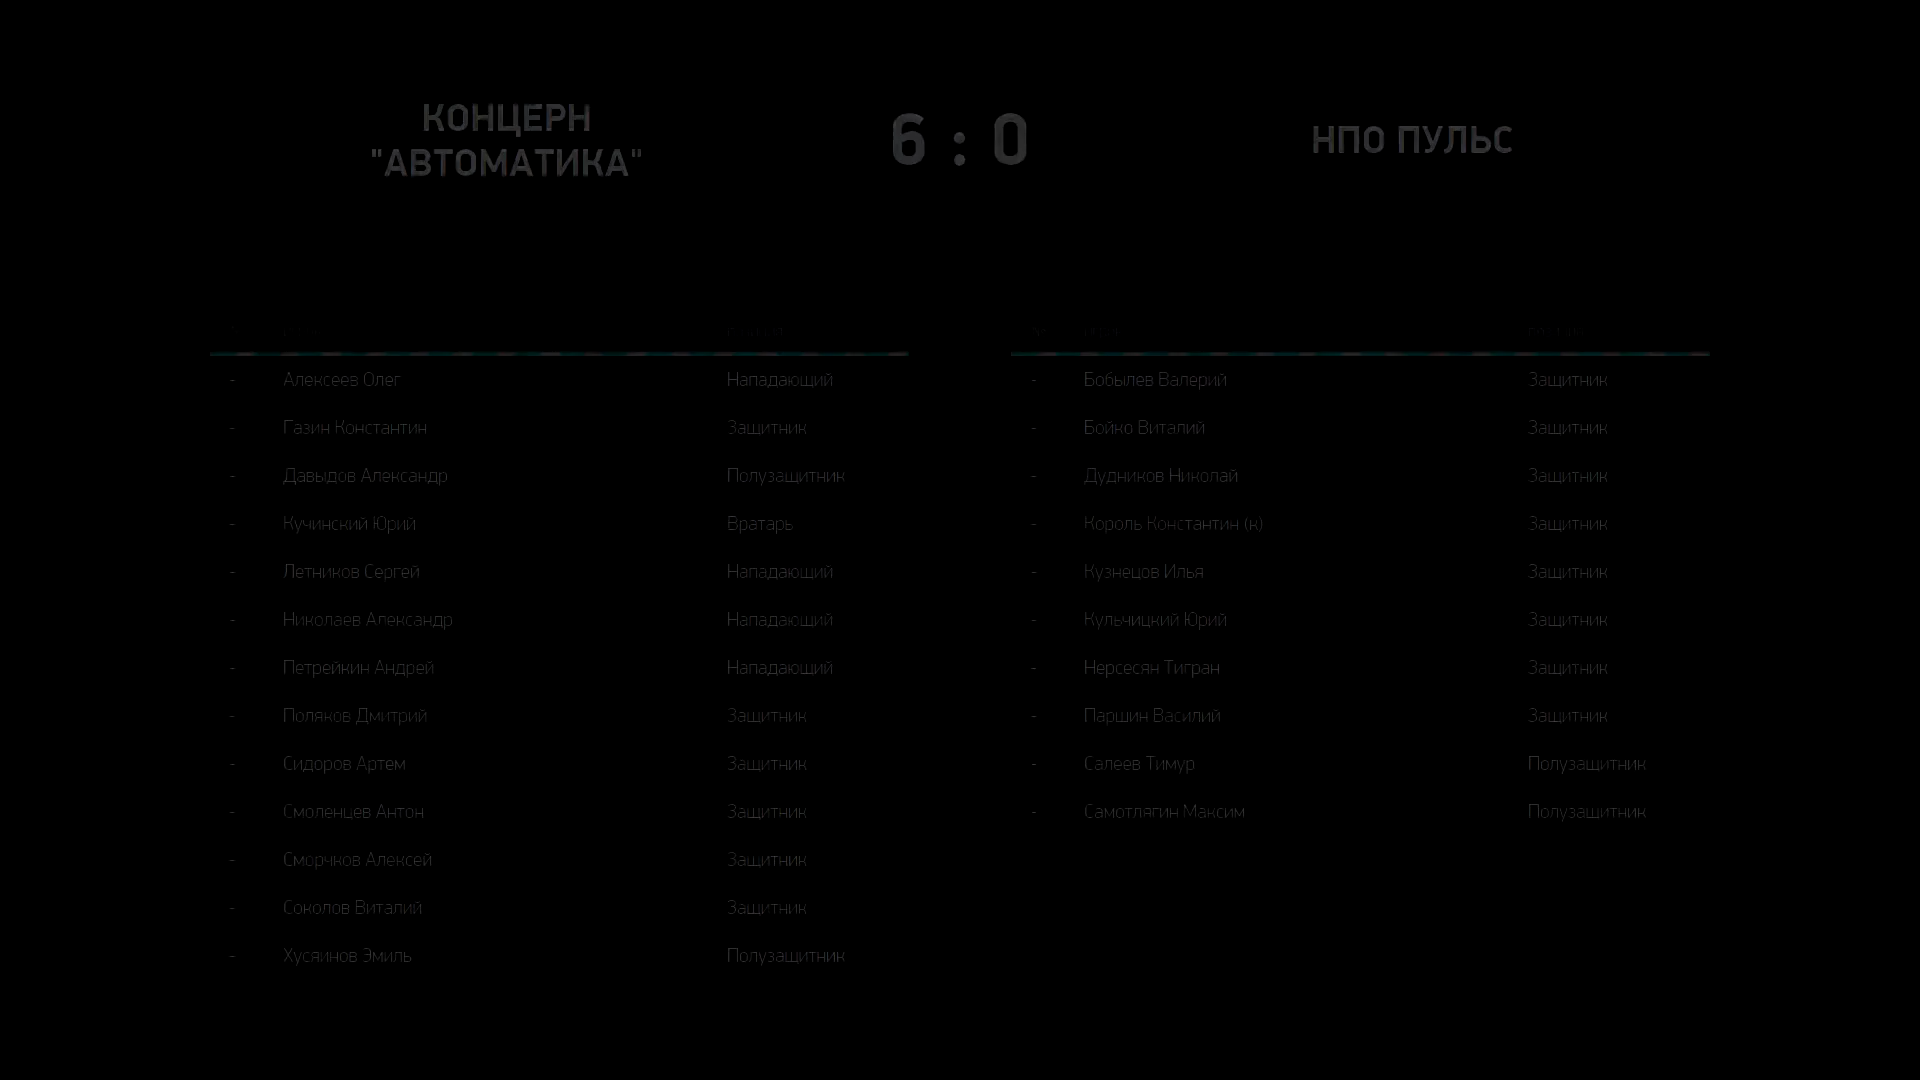 КОНЦЕРН
"АВТОМАТИКА"
6 : 0
НПО ПУЛЬС
- Алексеев Олег Нападающий
- Газин Константин Защитник
- Давыдов Александр Полузащитник
- Кучинский Юрий Вратарь
- Летников Сергей Нападающий
- Николаев Александр Нападающий
- Петрейкин Андрей Нападающий
- Поляков Дмитрий Защитник
- Сидоров Артем Защитник
- Смоленцев Антон Защитник
- Сморчков Алексей Защитник
- Соколов Виталий Защитник
- Хусяинов Эмиль Полузащитник
- Бобылев Валерий Защитник
- Бойко Виталий Защитник
- Дудников Николай Защитник
- Король Константин (к) Защитник
- Кузнецов Илья Защитник
- Кульчицкий Юрий Защитник
- Нерсесян Тигран Защитник
- Паршин Василий Защитник
- Салеев Тимур Полузащитник
- Самотлягин Максим Полузащитник